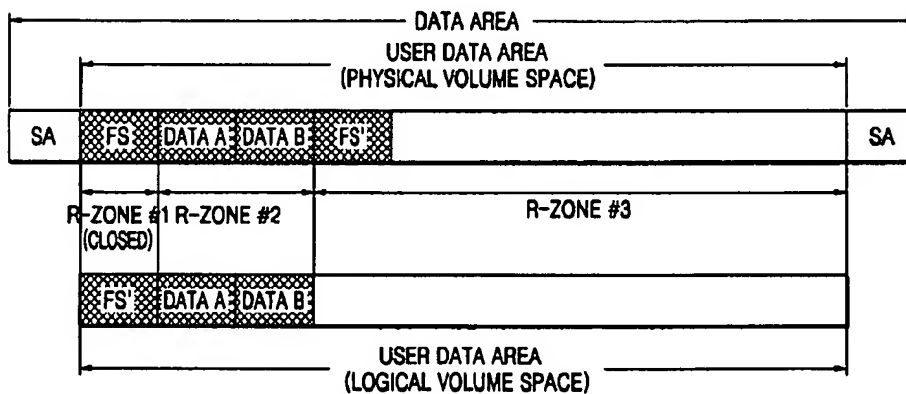 DATA AREA
USER DATA AREA
(PHYSICAL VOLUME SPACE)
SA FS DATA A DATA B FS' SA
R-ZONE #1 R-ZONE #2 R-ZONE #3
(CLOSED)
FS' DATA A DATA B
USER DATA AREA
(LOGICAL VOLUME SPACE)